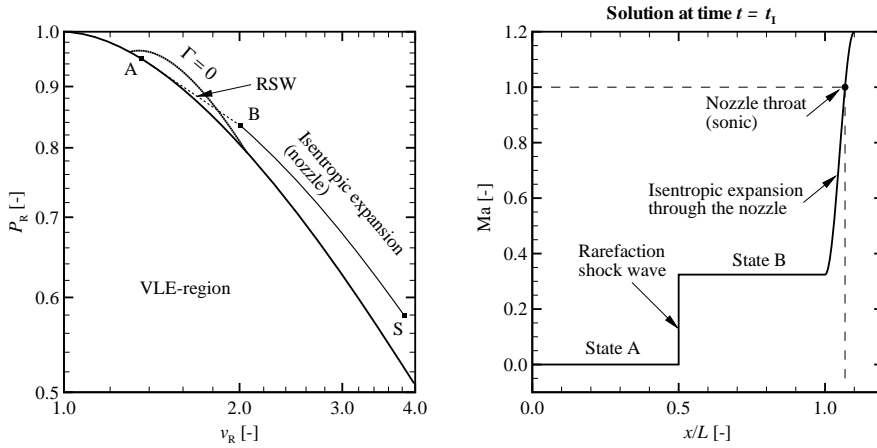 1.0
0.9
0.8
0.7
0.6
0.5
P_R [-]
1.0
2.0
3.0
4.0
v_R [-]
A
Γ = 0
RSW
B
Isentropic expansion
(nozzle)
S
VLE-region
Solution at time t = t_I
1.2
1.0
0.8
0.6
0.4
0.2
0.0
Ma [-]
0.0
0.5
1.0
x/L [-]
Nozzle throat
(sonic)
Isentropic expansion
through the nozzle
Rarefaction
shock wave
State B
State A